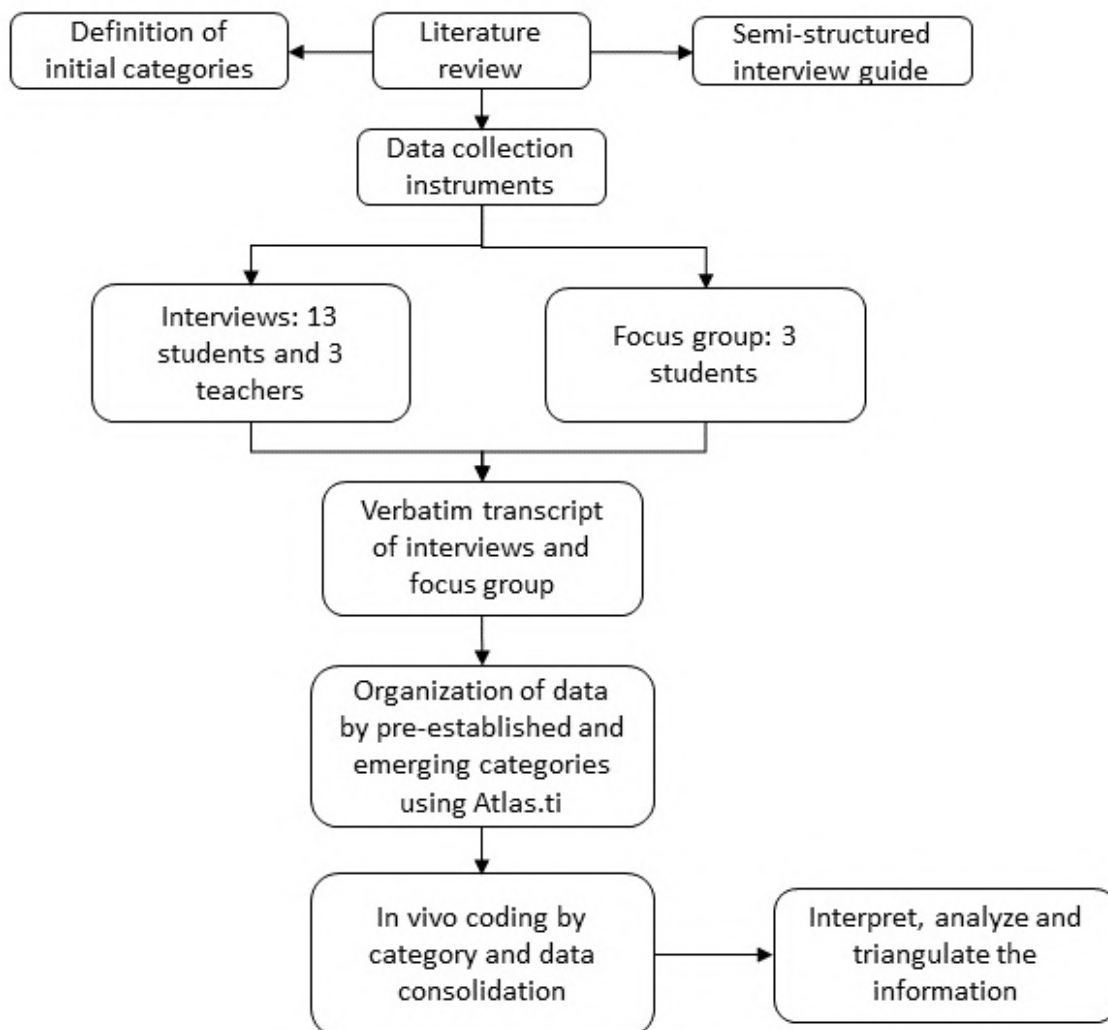 Definition of
initial categories
Literature
review
Semi-structured
interview guide
Data collection
instruments
Interviews: 13
students and 3
teachers
Focus group: 3
students
Verbatim transcript
of interviews and
focus group
Organization of data
by pre-established and
emerging categories
using Atlas.ti
In vivo coding by
category and data
consolidation
Interpret, analyze and
triangulate the
information